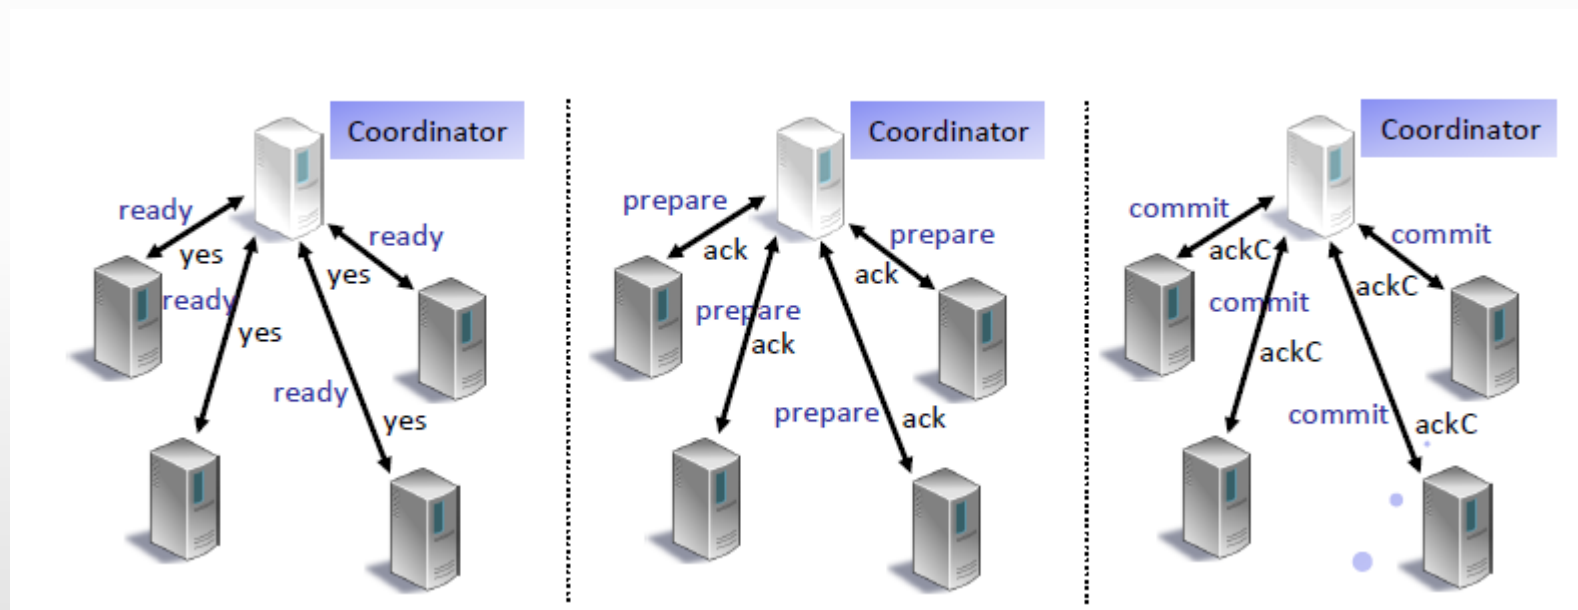 Coordinator
ready
ready
yes
yes
ready
yes
ready
yes
Coordinator
prepare
prepare
ack
ack
prepare
ack
prepare
ack
Coordinator
commit
commit
ackC
ackC
commit
ackC
commit
ackC